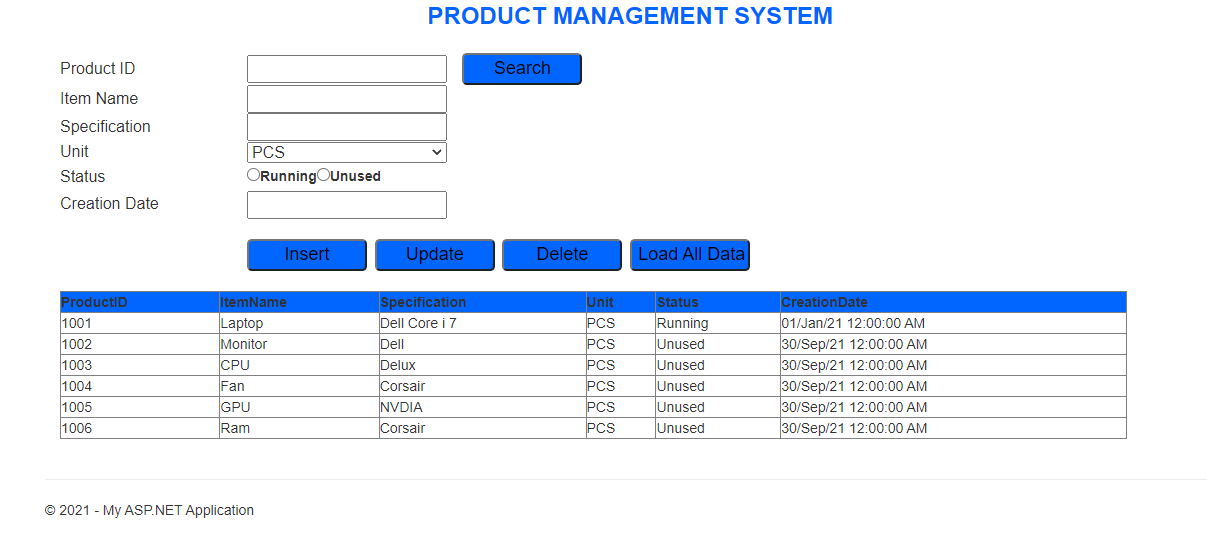 PRODUCT MANAGEMENT SYSTEM
Product ID Search
Item Name
Specification
Unit PCS
Status Running Unused
Creation Date
Insert Update Delete Load All Data
ProductID ItemName Specification Unit Status CreationDate
1001 Laptop Dell Core i 7 PCS Running 01/Jan/21 12:00:00 AM
1002 Monitor Dell PCS Unused 30/Sep/21 12:00:00 AM
1003 CPU Delux PCS Unused 30/Sep/21 12:00:00 AM
1004 Fan Corsair PCS Unused 30/Sep/21 12:00:00 AM
1005 GPU NVDIA PCS Unused 30/Sep/21 12:00:00 AM
1006 Ram Corsair PCS Unused 30/Sep/21 12:00:00 AM
© 2021 - My ASP.NET Application